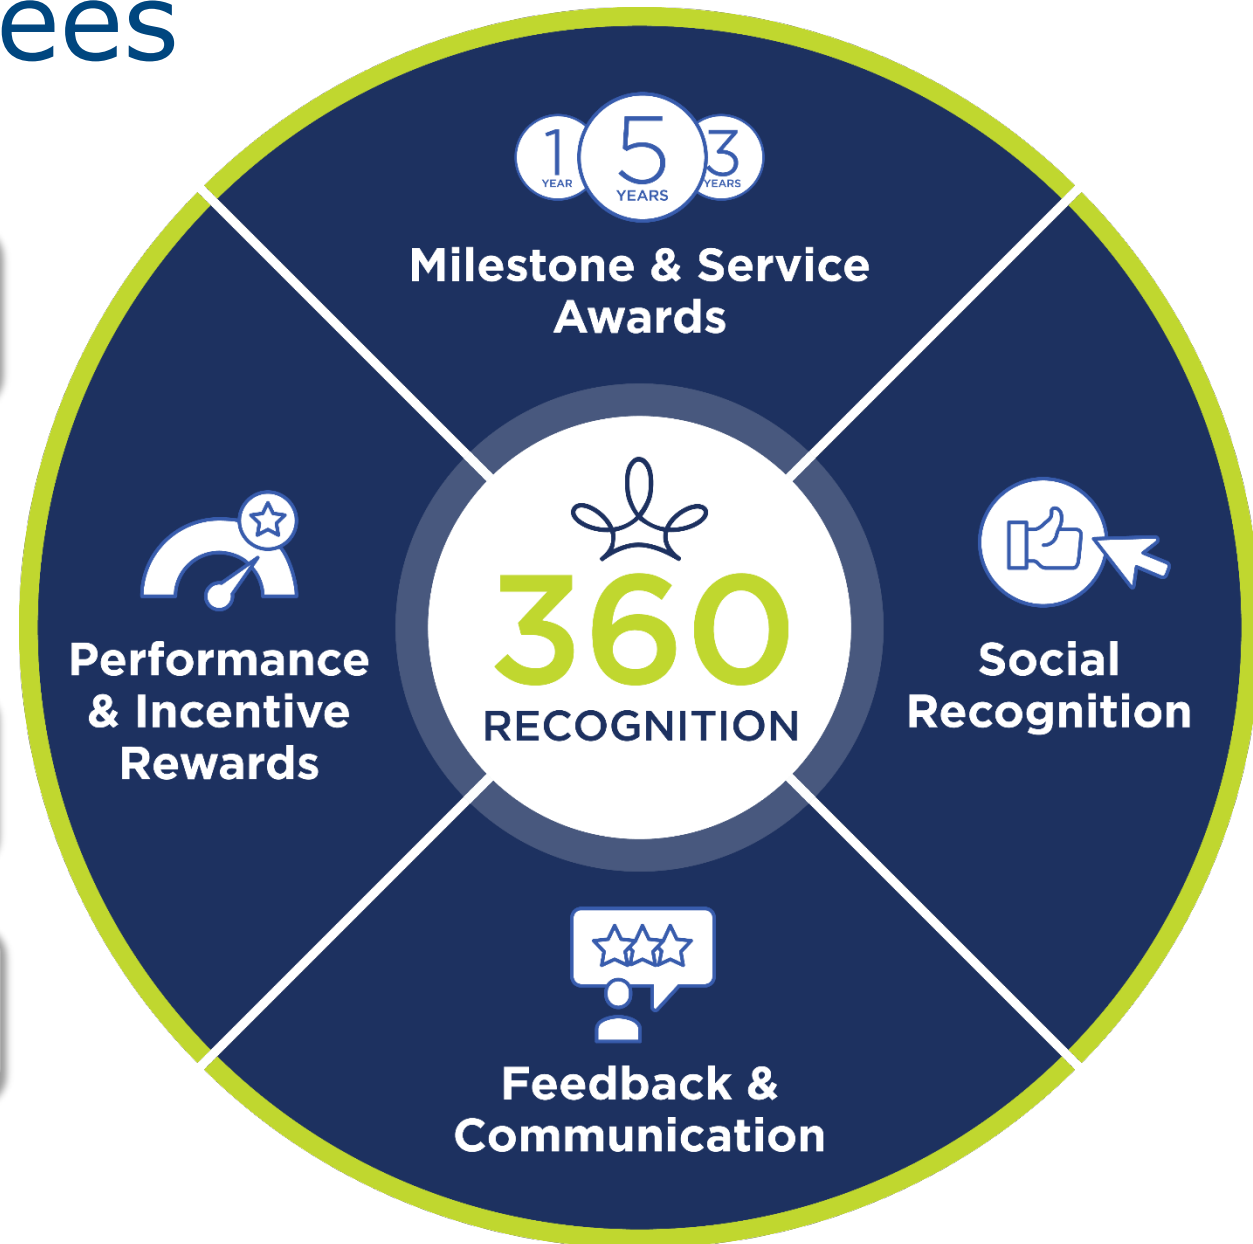 ees
1 5 3
YEAR YEARS YEARS
Milestone & Service
Awards
360
RECOGNITION
Performance
& Incentive
Rewards
Social
Recognition
Feedback &
Communication